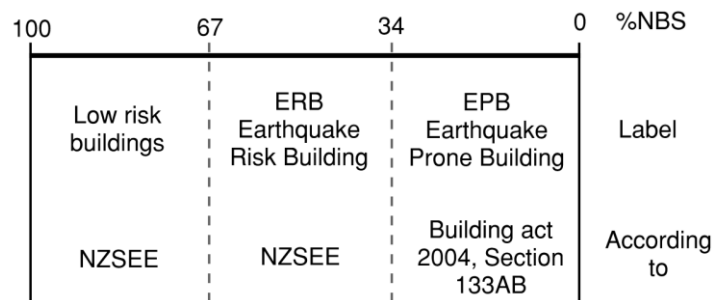 100 67 34 0 %NBS
Low risk
buildings
ERB
Earthquake
Risk Building
EPB
Earthquake
Prone Building
Label
NZSEE
NZSEE
Building act
2004, Section
133AB
According
to